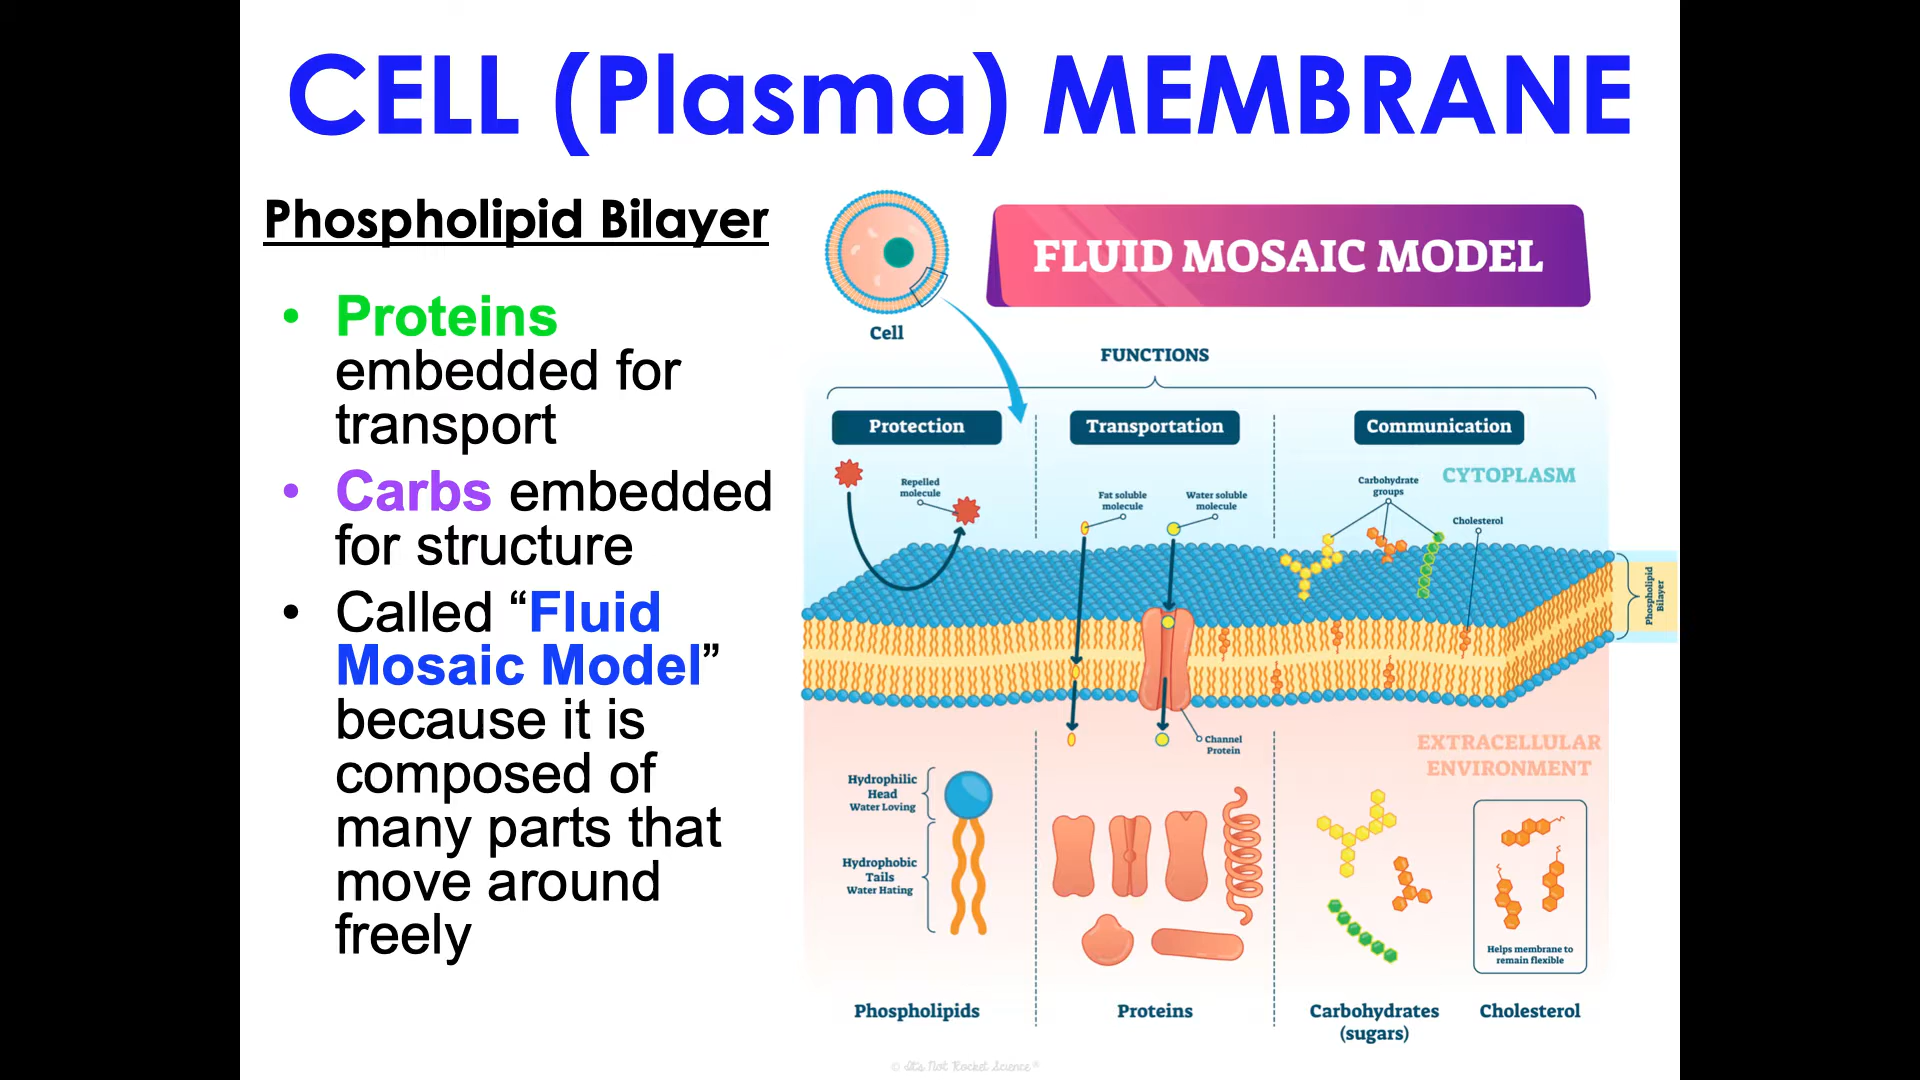 CELL (Plasma) MEMBRANE
Phospholipid Bilayer
• Proteins
embedded for
transport
• Carbs embedded
for structure
• Called “Fluid
Mosaic Model”
because it is
composed of
many parts that
move around
freely
FLUID MOSAIC MODEL
Cell
FUNCTIONS
Protection
Transportation
Communication
CYTOPLASM
Repelled
molecule
Fat soluble
molecule
Water soluble
molecule
Carbohydrate
groups
Cholesterol
Phospholipid
Bilayer
Channel
Protein
EXTRACELLULAR
ENVIRONMENT
Hydrophilic
Head
Water Loving
Hydrophobic
Tails
Water Hating
Helps membrane to
remain flexible
Phospholipids
Proteins
Carbohydrates
(sugars)
Cholesterol
© It's Not Rocket Science®